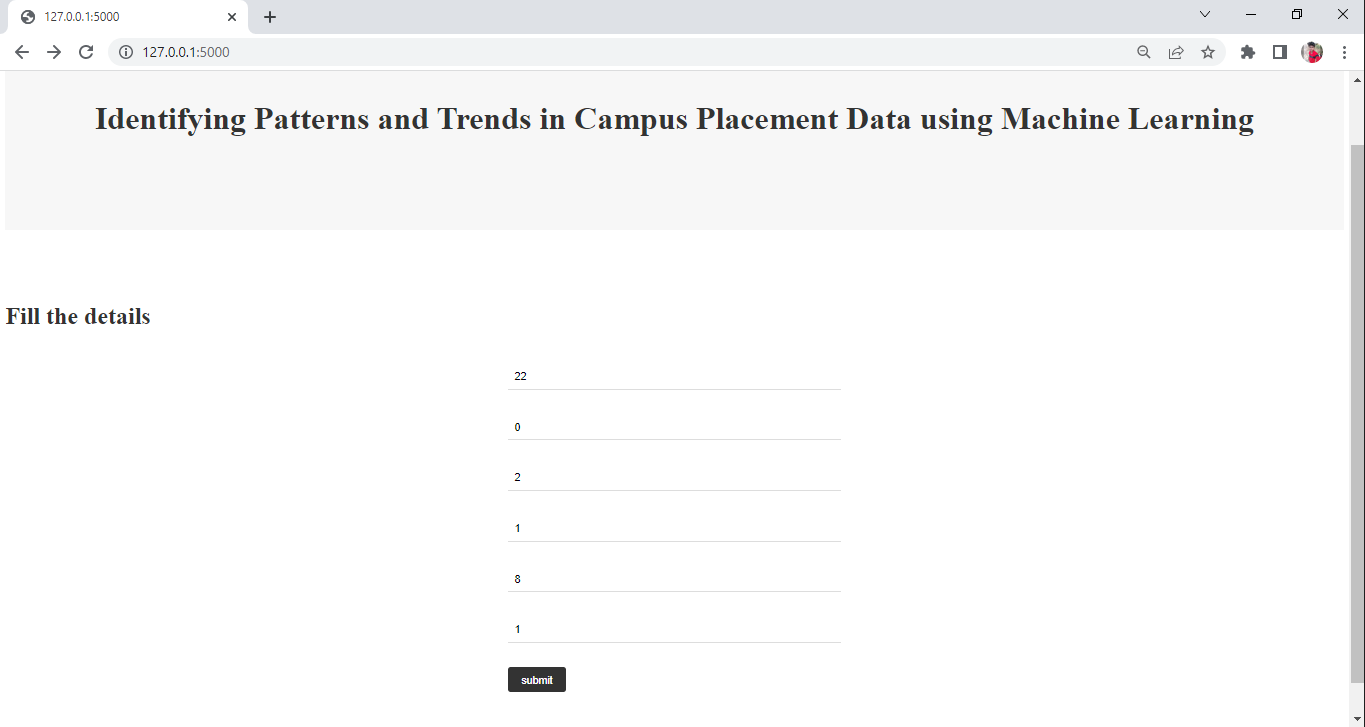 127.0.0.1:5000
127.0.0.1:5000
Identifying Patterns and Trends in Campus Placement Data using Machine Learning
Fill the details
22
0
2
1
8
1
submit